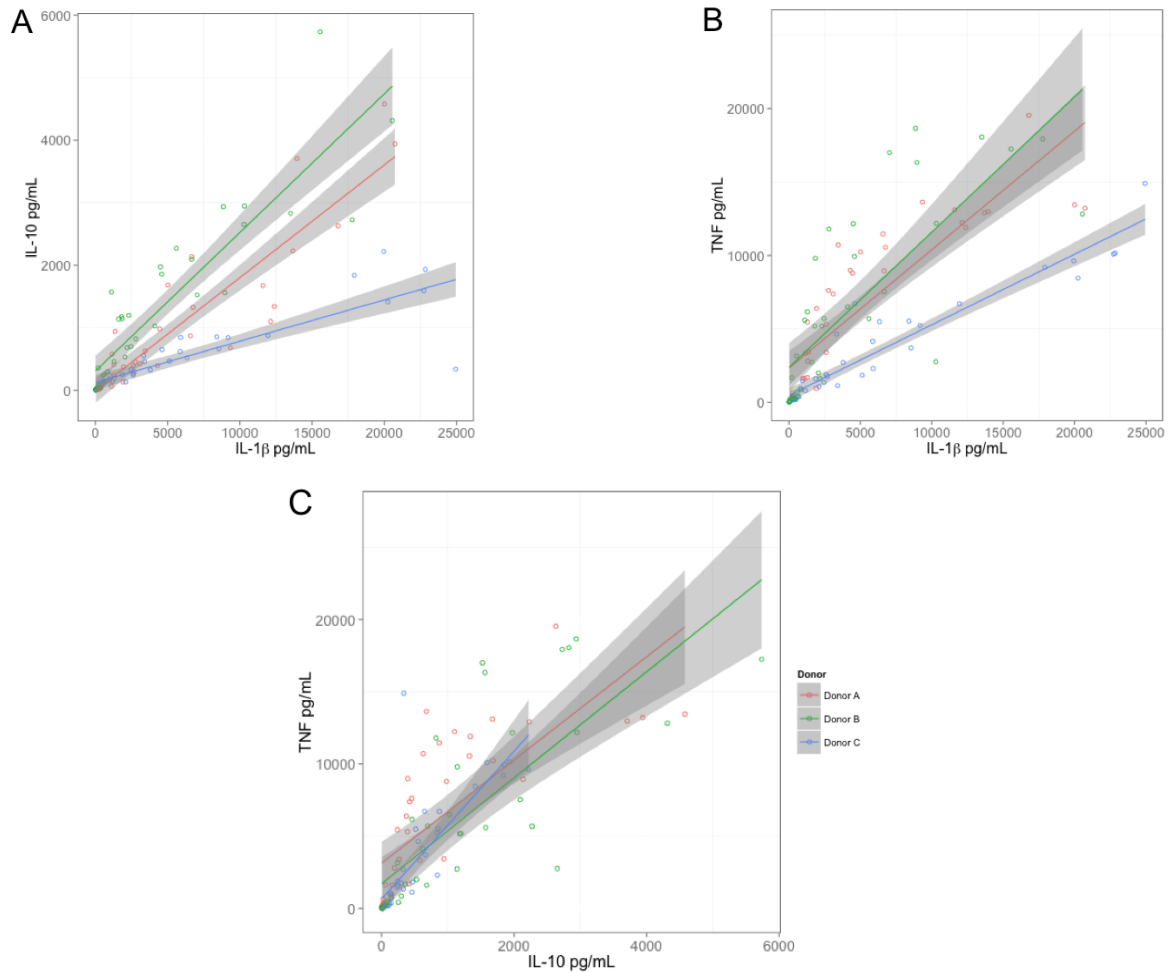 A
6000
4000
2000
0
IL-10 pg/mL
0 5000 10000 15000 20000 25000
IL-1β pg/mL
B
20000
10000
0
TNF pg/mL
0 5000 10000 15000 20000 25000
IL-1β pg/mL
C
20000
10000
0
TNF pg/mL
0 2000 4000 6000
IL-10 pg/mL
Donor
Donor A
Donor B
Donor C